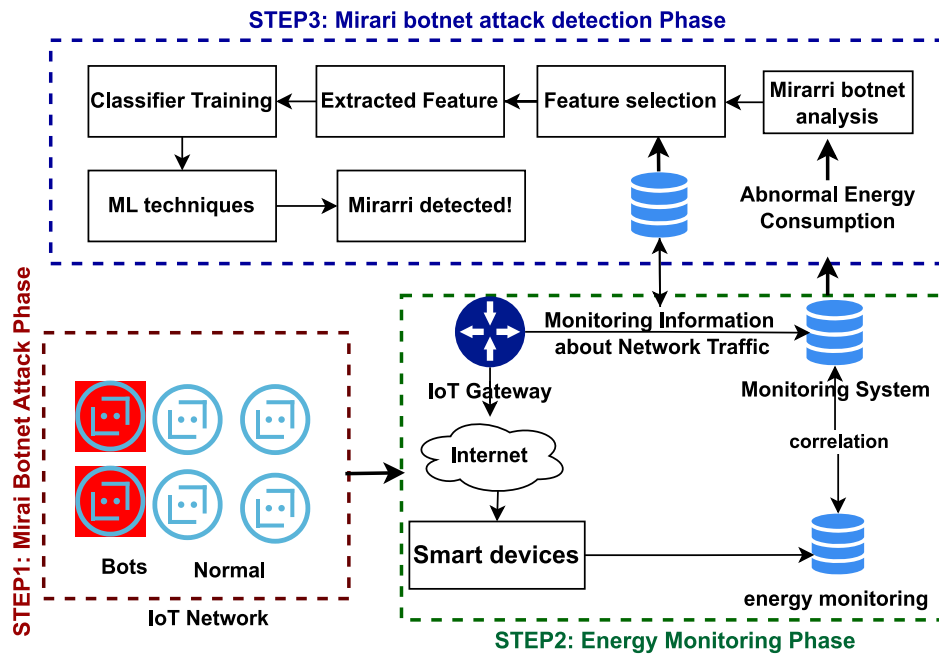 STEP3: Mirari botnet attack detection Phase
Classifier Training
Extracted Feature
Feature selection
Mirarri botnet
analysis
ML techniques
Mirarri detected!
Abnormal Energy
Consumption
STEP1: Mirai Botnet Attack Phase
Bots
Normal
IoT Network
Monitoring Information
about Network Traffic
IoT Gateway
Monitoring System
Internet
correlation
Smart devices
energy monitoring
STEP2: Energy Monitoring Phase